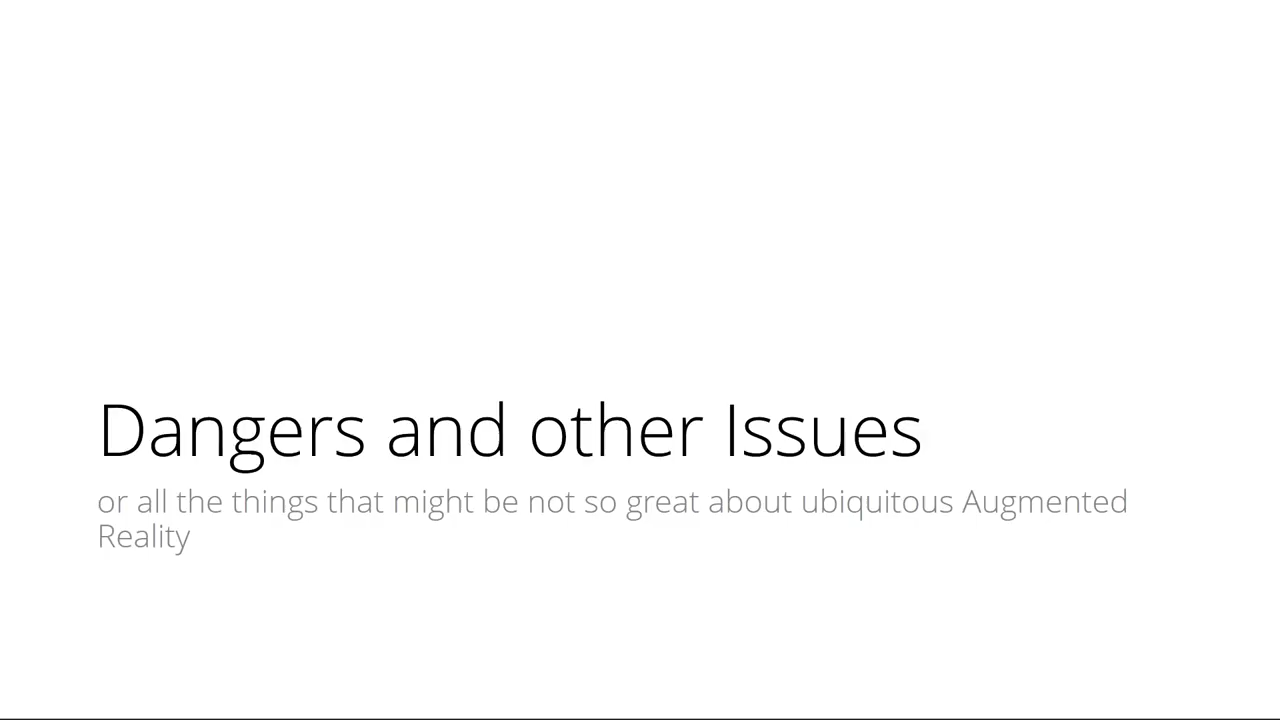 Dangers and other Issues
or all the things that might be not so great about ubiquitous Augmented
Reality